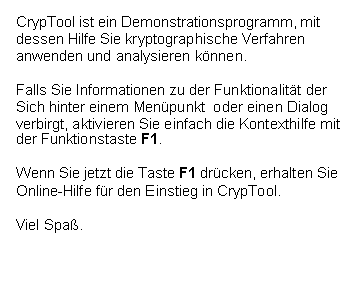 CrypTool ist ein Demonstrationsprogramm, mit
dessen Hilfe Sie kryptographische Verfahren
anwenden und analysieren können.
Falls Sie Informationen zu der Funktionalität der
Sich hinter einem Menüpunkt oder einen Dialog
verbirgt, aktivieren Sie einfach die Kontexthilfe mit
der Funktionstaste F1.
Wenn Sie jetzt die Taste F1 drücken, erhalten Sie
Online-Hilfe für den Einstieg in CrypTool.
Viel Spaß.